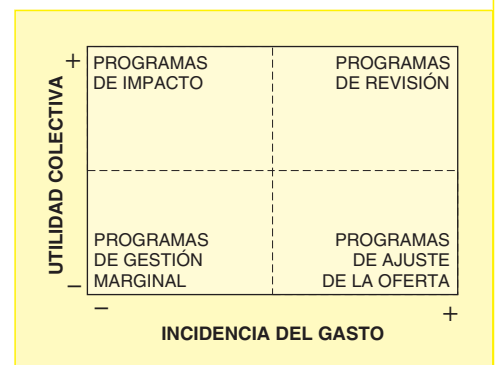 UTILIDAD COLECTIVA
+
PROGRAMAS
DE IMPACTO
PROGRAMAS
DE REVISIÓN
PROGRAMAS
DE GESTIÓN
MARGINAL
PROGRAMAS
DE AJUSTE
DE LA OFERTA
−
−
+
INCIDENCIA DEL GASTO